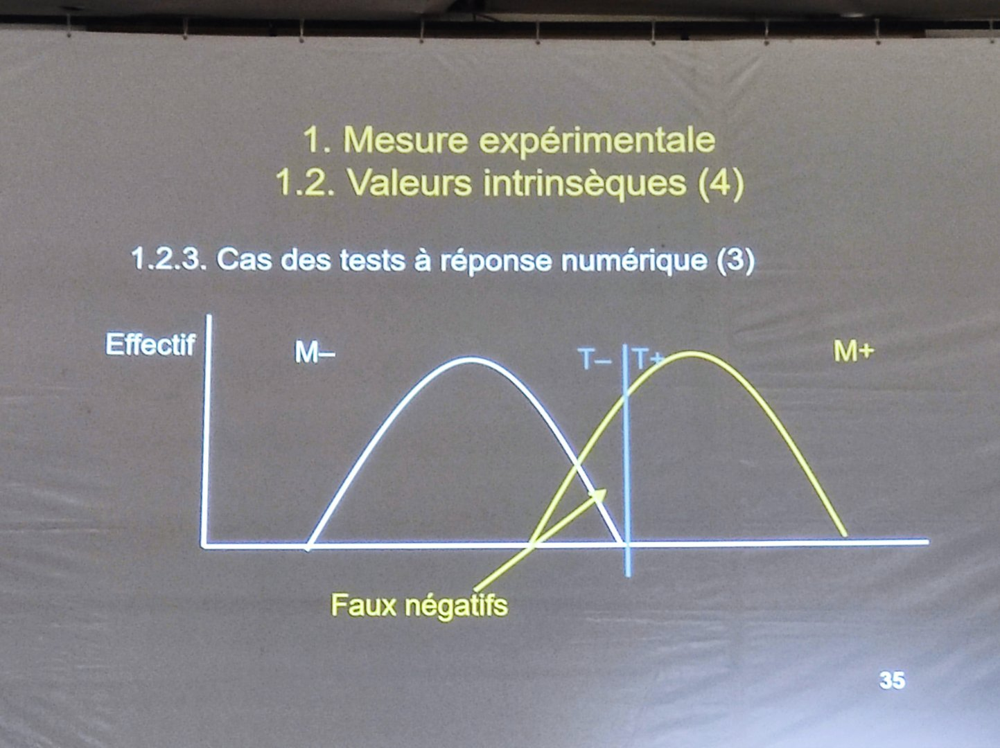 1. Mesure expérimentale
1.2. Valeurs intrinsèques (4)
1.2.3. Cas des tests à réponse numérique (3)
Effectif
M–
T– T+
M+
Faux négatifs
35